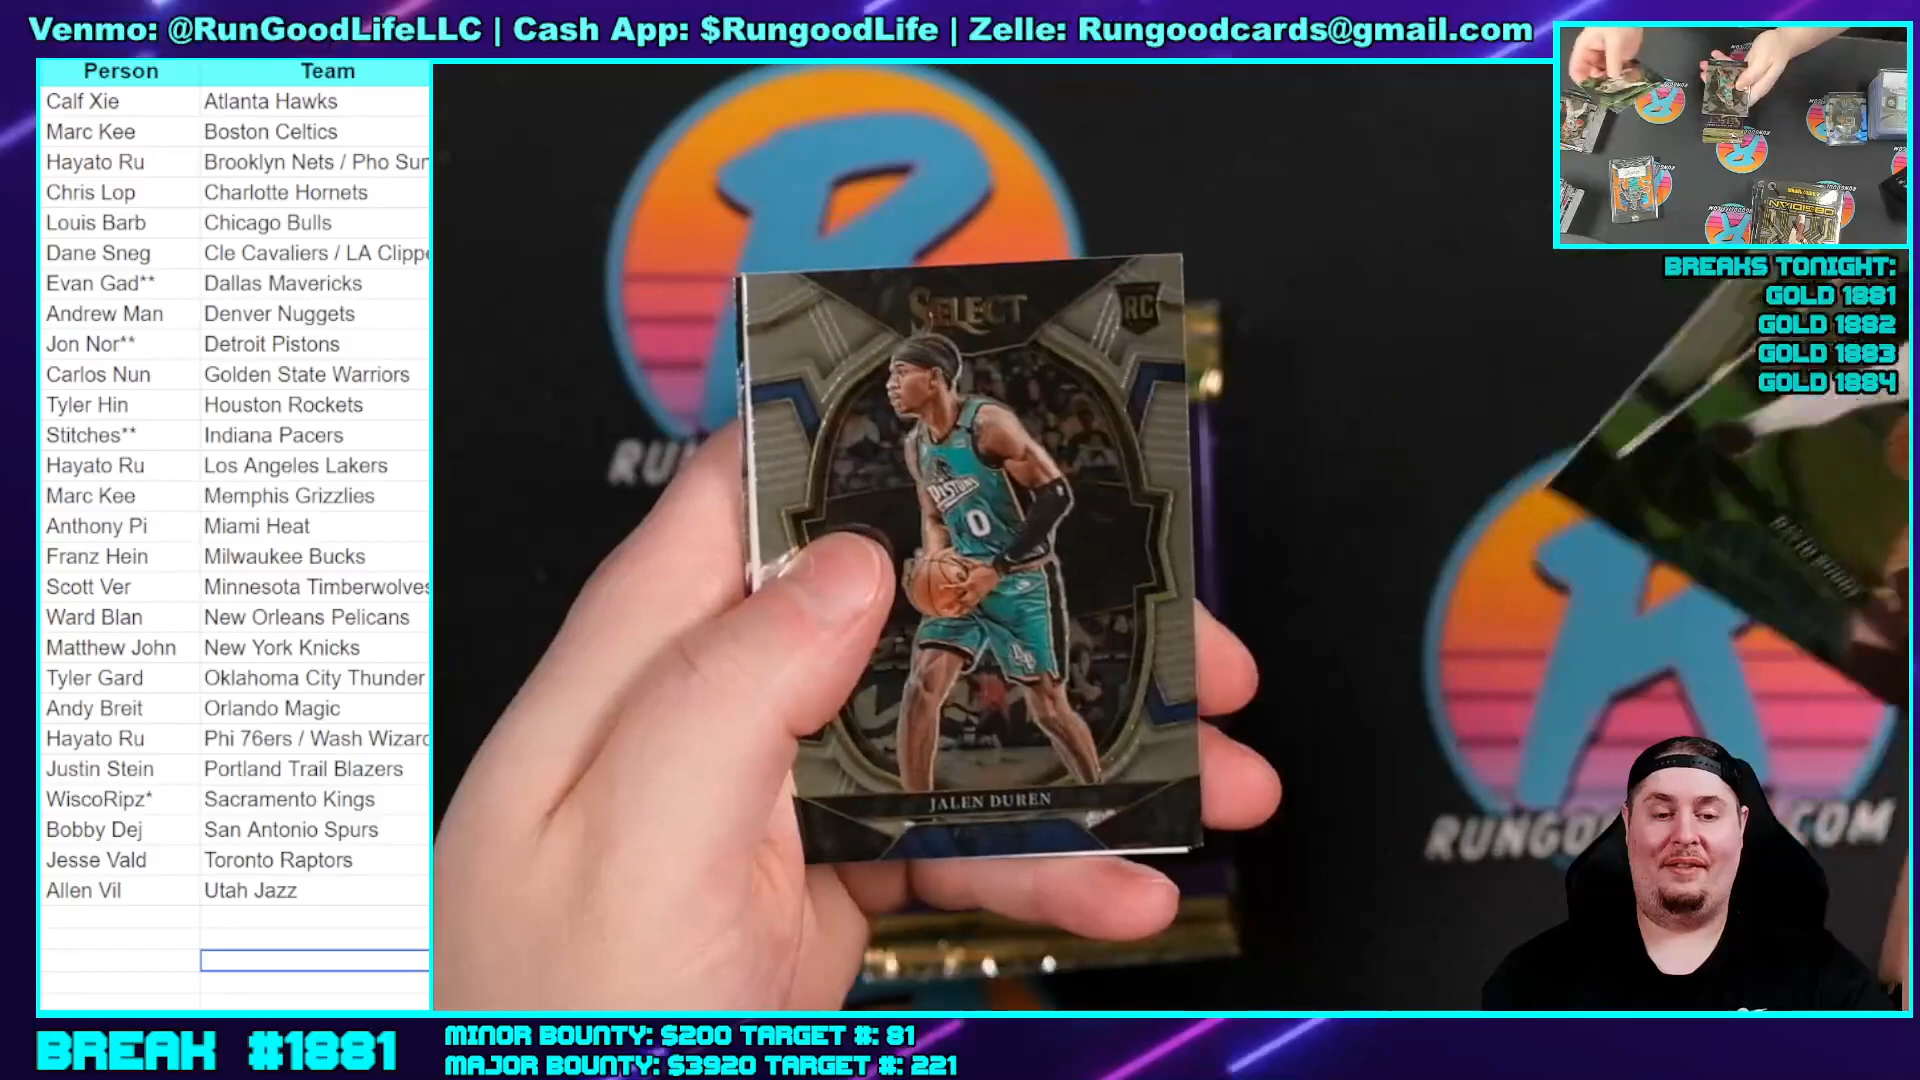 Venmo: @RunGoodLifeLLC | Cash App: $RungoodLife | Zelle: Rungoodcards@gmail.com
Person Team
Calf Xie Atlanta Hawks
Marc Kee Boston Celtics
Hayato Ru Brooklyn Nets / Pho Sun
Chris Lop Charlotte Hornets
Louis Barb Chicago Bulls
Dane Sneg Cle Cavaliers / LA Clippe
Evan Gad** Dallas Mavericks
Andrew Man Denver Nuggets
Jon Nor** Detroit Pistons
Carlos Nun Golden State Warriors
Tyler Hin Houston Rockets
Stitches** Indiana Pacers
Hayato Ru Los Angeles Lakers
Marc Kee Memphis Grizzlies
Anthony Pi Miami Heat
Franz Hein Milwaukee Bucks
Scott Ver Minnesota Timberwolves
Ward Blan New Orleans Pelicans
Matthew John New York Knicks
Tyler Gard Oklahoma City Thunder
Andy Breit Orlando Magic
Hayato Ru Phi 76ers / Wash Wizard
Justin Stein Portland Trail Blazers
WiscoRipz* Sacramento Kings
Bobby Dej San Antonio Spurs
Jesse Vald Toronto Raptors
Allen Vil Utah Jazz
SELECT
RC
PISTONS
0
JALEN DUREN
RU
OBSIDIAN
BREAKS TONIGHT:
GOLD 1881
GOLD 1882
GOLD 1883
GOLD 1884
RUNGO
.COM
BREAK #1881
MINOR BOUNTY: $200 TARGET #: 81
MAJOR BOUNTY: $3920 TARGET #: 221